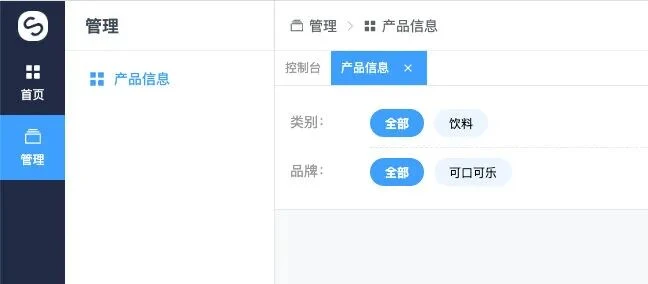 首页
管理
管理
产品信息
管理 > 产品信息
控制台 产品信息 ×
类别： 全部 饮料
品牌： 全部 可口可乐